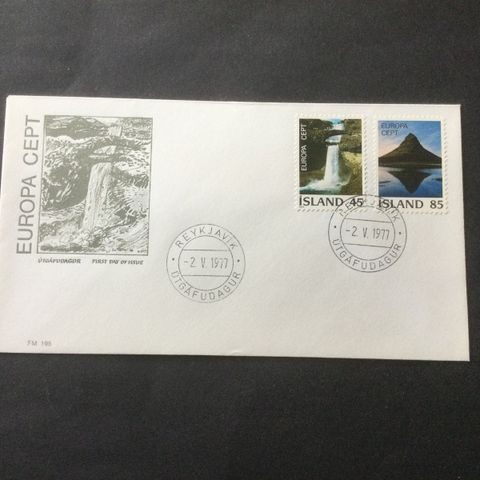 EUROPA CEPT
ÚTGÁFUDAGUR FIRST DAY OF ISSUE
FM 195
EUROPA CEPT
ÍSLAND 45
EUROPA
CEPT
ÍSLAND 85
REYKJAVÍK
-2. V. 1977
ÚTGÁFUDAGUR
REYKJAVÍK
-2. V. 1977
ÚTGÁFUDAGUR